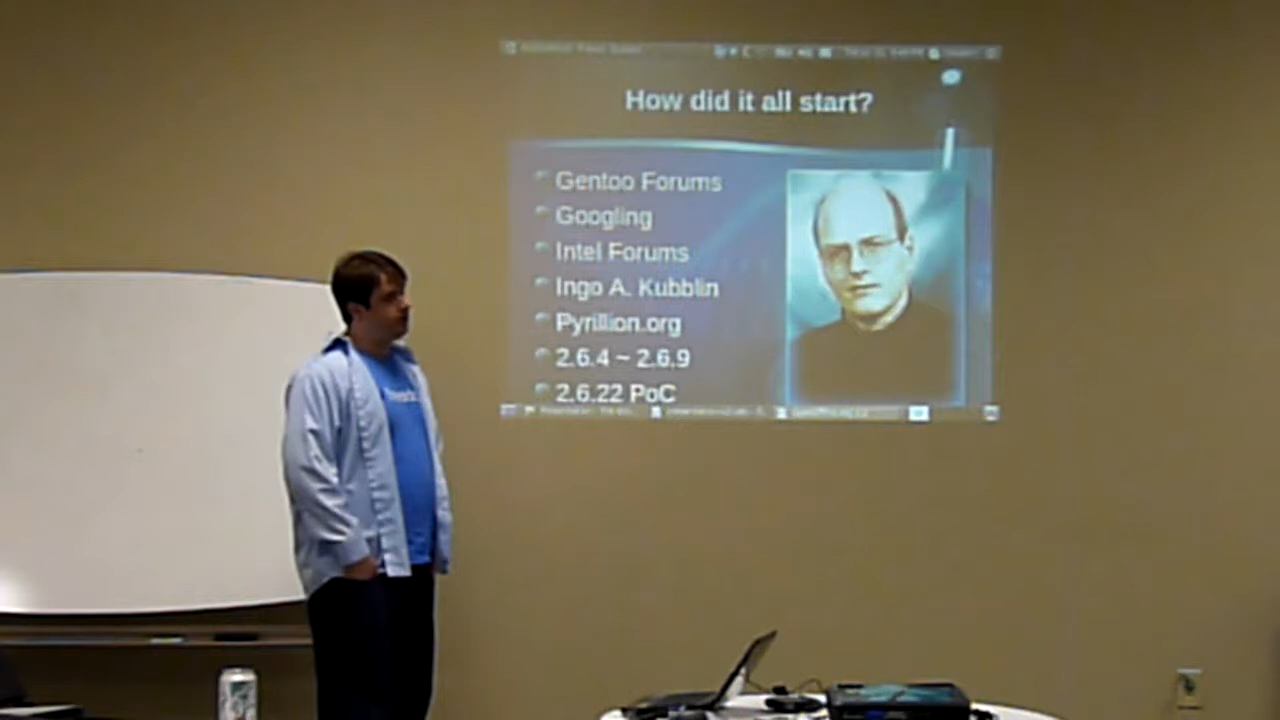 How did it all start?
Gentoo Forums
Googling
Intel Forums
Ingo A. Kubblin
Pyrillion.org
2.6.4 ~ 2.6.9
2.6.22 PoC